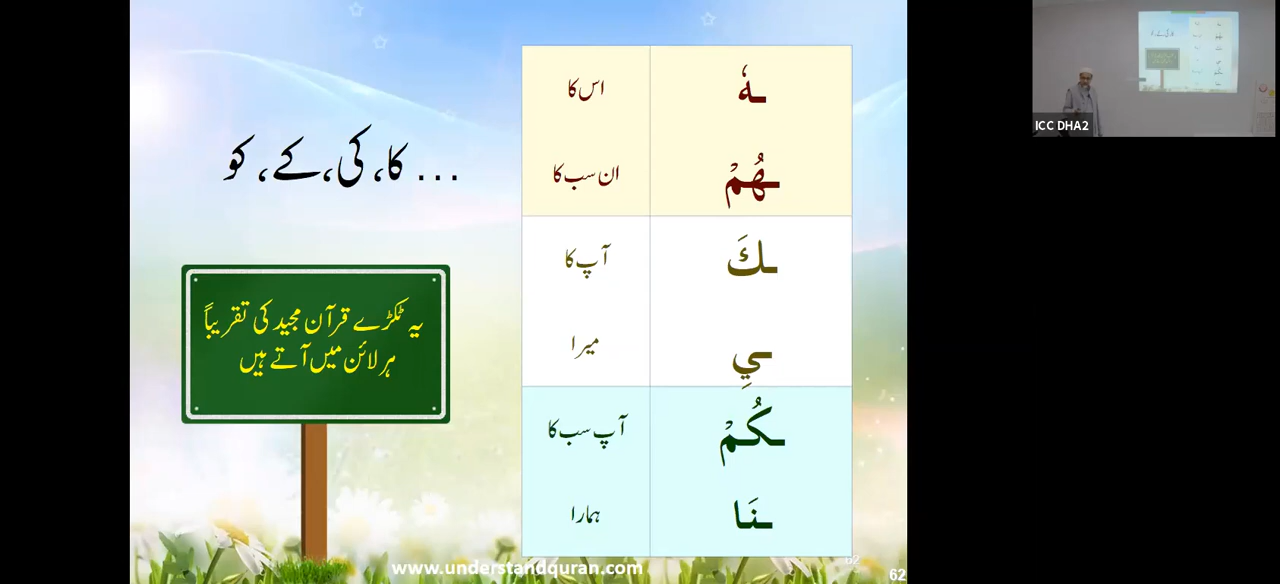 ... کا، کی، کے، کو
یہ ٹکڑے قرآن مجید کی تقریباً
ہر لائن میں آتے ہیں
ـهٗ اس کا
ـهُمْ ان سب کا
ـكَ آپ کا
ـيِ میرا
ـكُمْ آپ سب کا
ـنَا ہمارا
www.understandquran.com
62
62
ICC DHA2